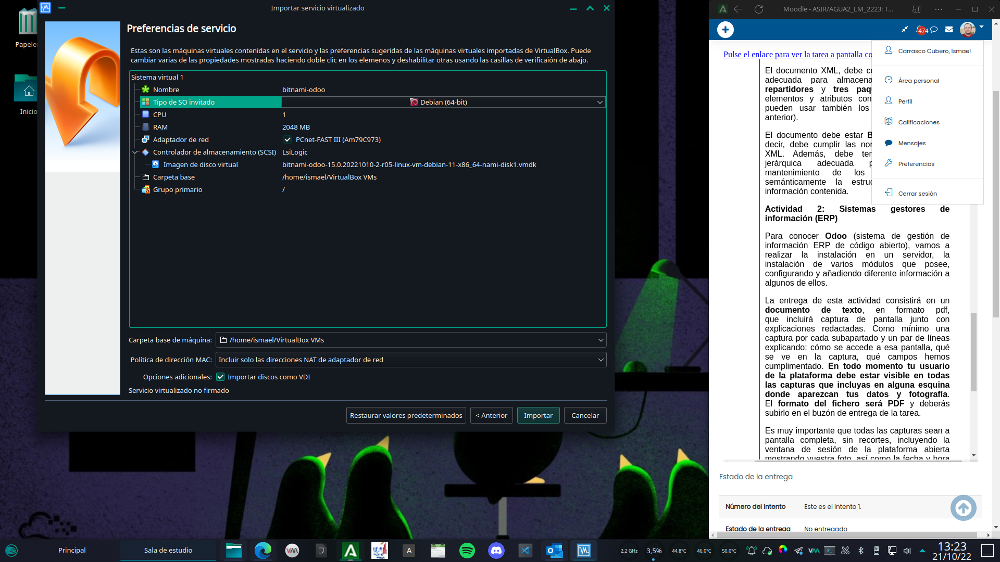 Importar servicio virtualizado
Preferencias de servicio
Estas son las máquinas virtuales contenidas en el servicio y las preferencias sugeridas de las máquinas virtuales importadas de VirtualBox. Puede
cambiar varias de las propiedades mostradas haciendo doble clic en los elemenos y deshabilitar otras usando las casillas de verificaión de abajo.
Sistema virtual 1
Nombre bitnami-odoo
Tipo de SO invitado Debian (64-bit)
CPU 1
RAM 2048 MB
Adaptador de red PCnet-FAST III (Am79C973)
Controlador de almacenamiento (SCSI) LsiLogic
Imagen de disco virtual bitnami-odoo-15.0.20221010-2-r05-linux-vm-debian-11-x86_64-nami-disk1.vmdk
Carpeta base /home/ismael/VirtualBox VMs
Grupo primario /
Carpeta base de máquina: /home/ismael/VirtualBox VMs
Política de dirección MAC: Incluir solo las direcciones NAT de adaptador de red
Opciones adicionales: Importar discos como VDI
Servicio virtualizado no firmado
Restaurar valores predeterminados < Anterior Importar Cancelar
Papeler
Inicio
Moodle - ASIR/AGUA2_LM_2223: T...
474
Pulse el enlace para ver la tarea a pantalla co
El documento XML, debe co
adecuada para almacena
repartidores y tres paq
elementos y atributos con
pueden usar también los
anterior).
El documento debe estar B
decir, debe cumplir las nor
XML. Además, debe ten
jerárquica adecuada p
mantenimiento de los
semánticamente la estruc
información contenida.
Carrasco Cubero, Ismael
Área personal
Perfil
Calificaciones
Mensajes
Preferencias
Cerrar sesión
Actividad 2: Sistemas gestores de
información (ERP)
Para conocer Odoo (sistema de gestión de
información ERP de código abierto), vamos a
realizar la instalación en un servidor, la
instalación de varios módulos que posee,
configurando y añadiendo diferente información a
algunos de ellos.
La entrega de esta actividad consistirá en un
documento de texto, en formato pdf,
que incluirá captura de pantalla junto con
explicaciones redactadas. Como mínimo una
captura por cada subapartado y un par de líneas
explicando: cómo se accede a esa pantalla, qué
se ve en la captura, qué campos hemos
cumplimentado. En todo momento tu usuario
de la plataforma debe estar visible en todas
las capturas que incluyas en alguna esquina
donde aparezcan tus datos y fotografía.
El formato del fichero será PDF y deberás
subirlo en el buzón de entrega de la tarea.
Es muy importante que todas las capturas sean a
pantalla completa, sin recortes, incluyendo la
ventana de sesión de la plataforma abierta
mostrando vuestra foto, así como la fecha y hora
Estado de la entrega
Número del intento Este es el intento 1.
Estado de la entrega No entregado
Principal
Sala de estudio
2,2 GHz 3,5% 44,8°C 46,0°C 50,0°C
13:23
21/10/22